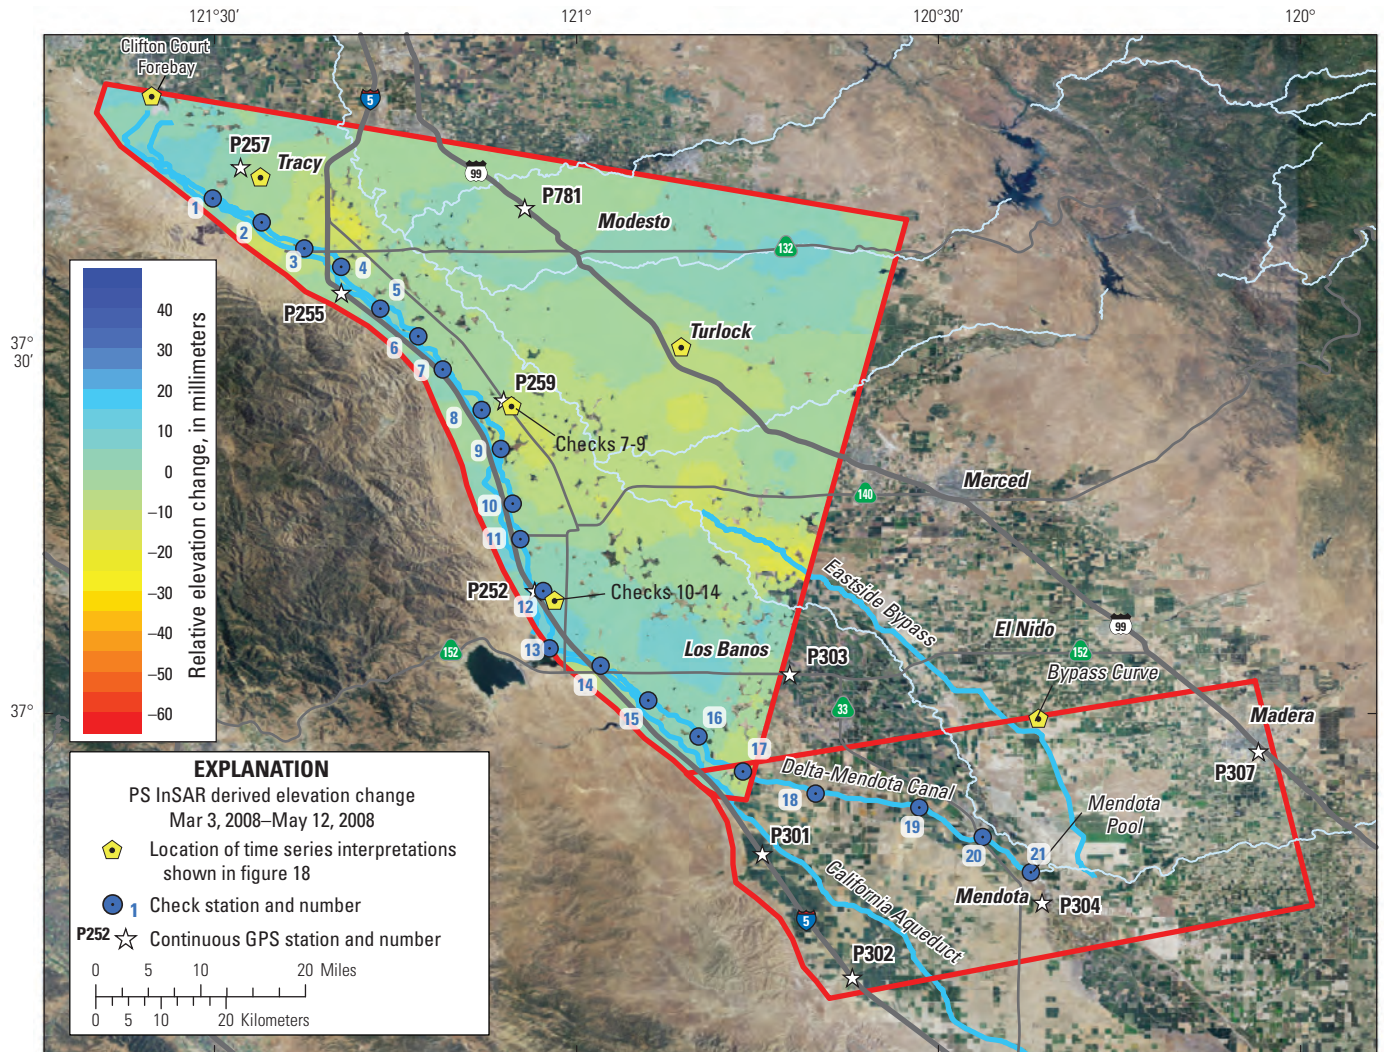 121°30'
121°
120°30'
120°
Clifton Court
Forebay
5
P257
Tracy
99
P781
Modesto
1
2
132
3
4
5
P255
37°
30'
Turlock
6
7
P259
8
Checks 7-9
9
Merced
140
10
11
Eastside Bypass
P252
Checks 10-14
12
El Nido
99
13
152
Los Banos
P303
152
Bypass Curve
14
33
37°
15
16
Madera
17
P307
Delta-Mendota Canal
18
19
Mendota
Pool
P301
20
21
California Aqueduct
Mendota
P304
5
P302
Relative elevation change, in millimeters
40
30
20
10
0
–10
–20
–30
–40
–50
–60
EXPLANATION
PS InSAR derived elevation change
Mar 3, 2008–May 12, 2008
Location of time series interpretations
shown in figure 18
1 Check station and number
P252 Continuous GPS station and number
0 5 10 20 Miles
0 5 10 20 Kilometers